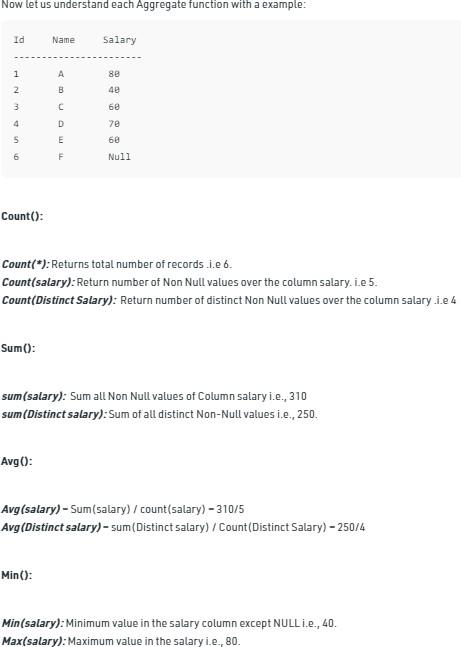 Now let us understand each Aggregate function with a example:
Id Name Salary
-----------------------
1 A 80
2 B 40
3 C 60
4 D 70
5 E 60
6 F Null
Count():
Count(*): Returns total number of records .i.e 6.
Count(salary): Return number of Non Null values over the column salary. i.e 5.
Count(Distinct Salary): Return number of distinct Non Null values over the column salary .i.e 4
Sum():
sum(salary): Sum all Non Null values of Column salary i.e., 310
sum(Distinct salary): Sum of all distinct Non-Null values i.e., 250.
Avg():
Avg(salary) = Sum(salary) / count(salary) = 310/5
Avg(Distinct salary) = sum(Distinct salary) / Count(Distinct Salary) = 250/4
Min():
Min(salary): Minimum value in the salary column except NULL i.e., 40.
Max(salary): Maximum value in the salary i.e., 80.